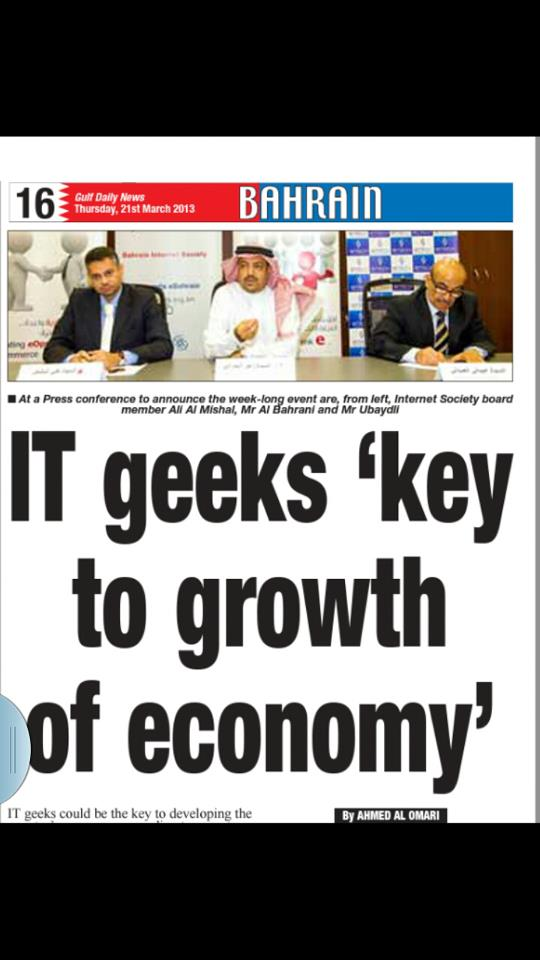 16
Gulf Daily News
Thursday, 21st March 2013
BAHRAIN
Bahrain Internet Society
■ At a Press conference to announce the week-long event are, from left, Internet Society board
member Ali Al Mishal, Mr Al Bahrani and Mr Ubaydli
IT geeks ‘key
to growth
of economy’
IT geeks could be the key to developing the
By AHMED AL OMARI